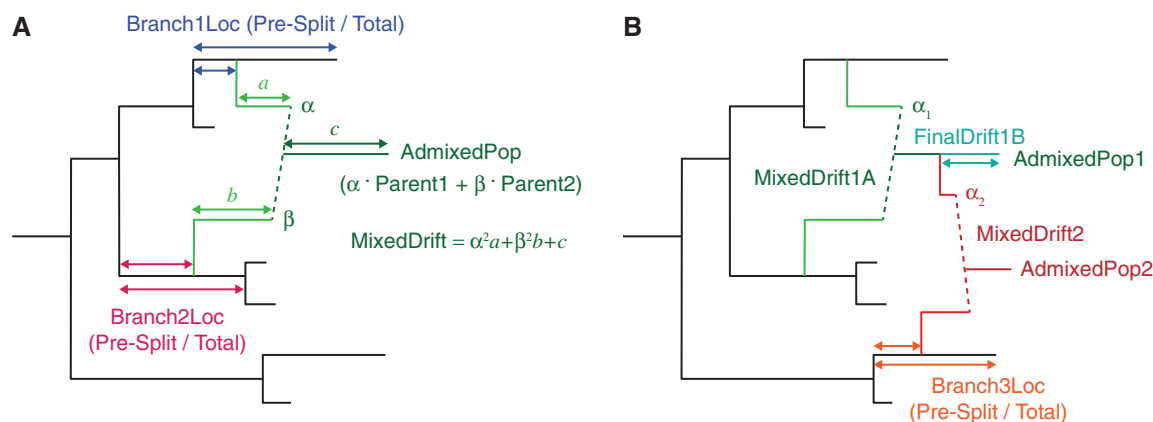 A
Branch1Loc (Pre-Split / Total)
a
α
c
AdmixedPop
(α · Parent1 + β · Parent2)
b
β
MixedDrift = α²a+β²b+c
Branch2Loc
(Pre-Split / Total)
B
α₁
FinalDrift1B
AdmixedPop1
MixedDrift1A
α₂
MixedDrift2
AdmixedPop2
Branch3Loc
(Pre-Split / Total)